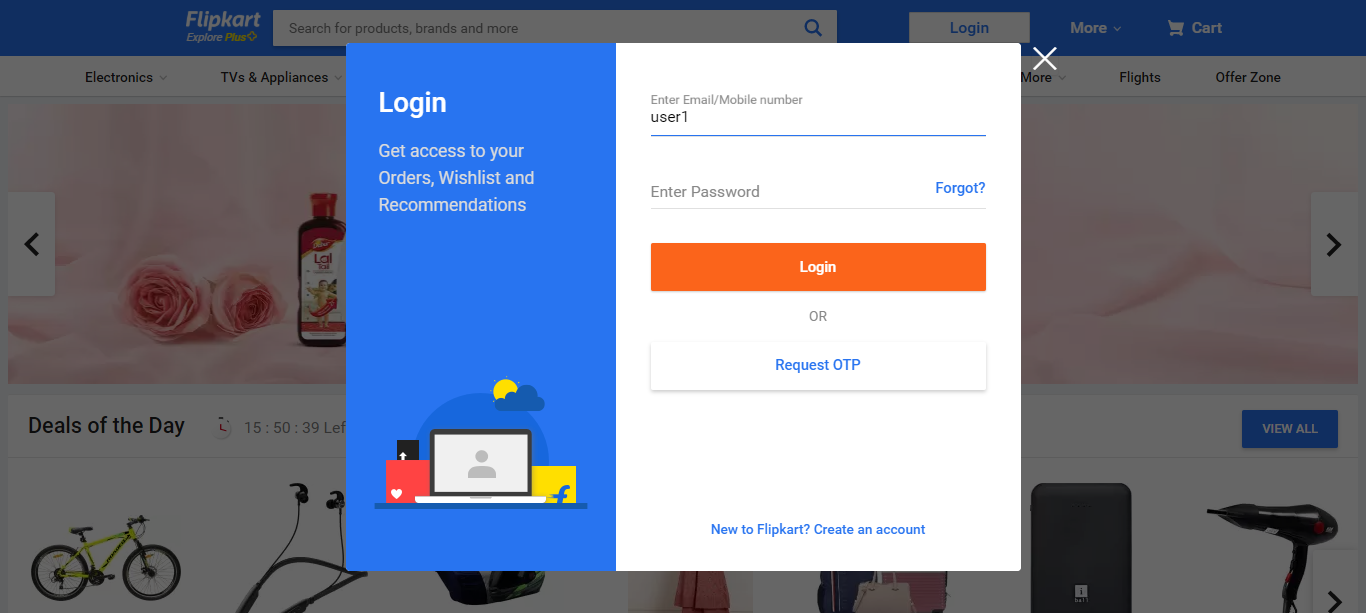 Flipkart
Explore Plus
Search for products, brands and more
Login
More
Cart
Electronics
TVs & Appliances
More
Flights
Offer Zone
Login
Get access to your
Orders, Wishlist and
Recommendations
Enter Email/Mobile number
user1
Enter Password
Forgot?
Login
OR
Request OTP
New to Flipkart? Create an account
Lal
Tail
Deals of the Day
15 : 50 : 39 Lef
VIEW ALL